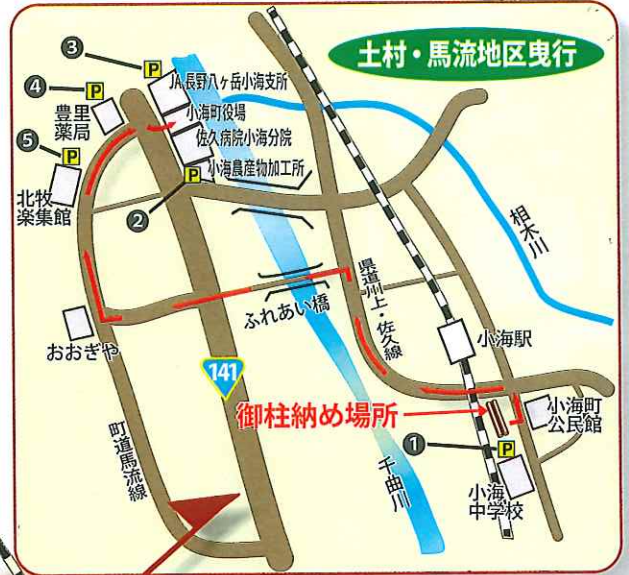 土村・馬流地区曳行
❸
P
JA長野八ヶ岳小海支所
❹
P
豊里
薬局
小海町役場
佐久病院小海分院
小海農産物加工所
❺
P
北牧
楽集館
❷
P
相木川
県道川上・佐久線
ふれあい橋
小海駅
おおぎや
141
御柱納め場所
小海町
公民館
❶
P
町道馬流線
千曲川
小海
中学校